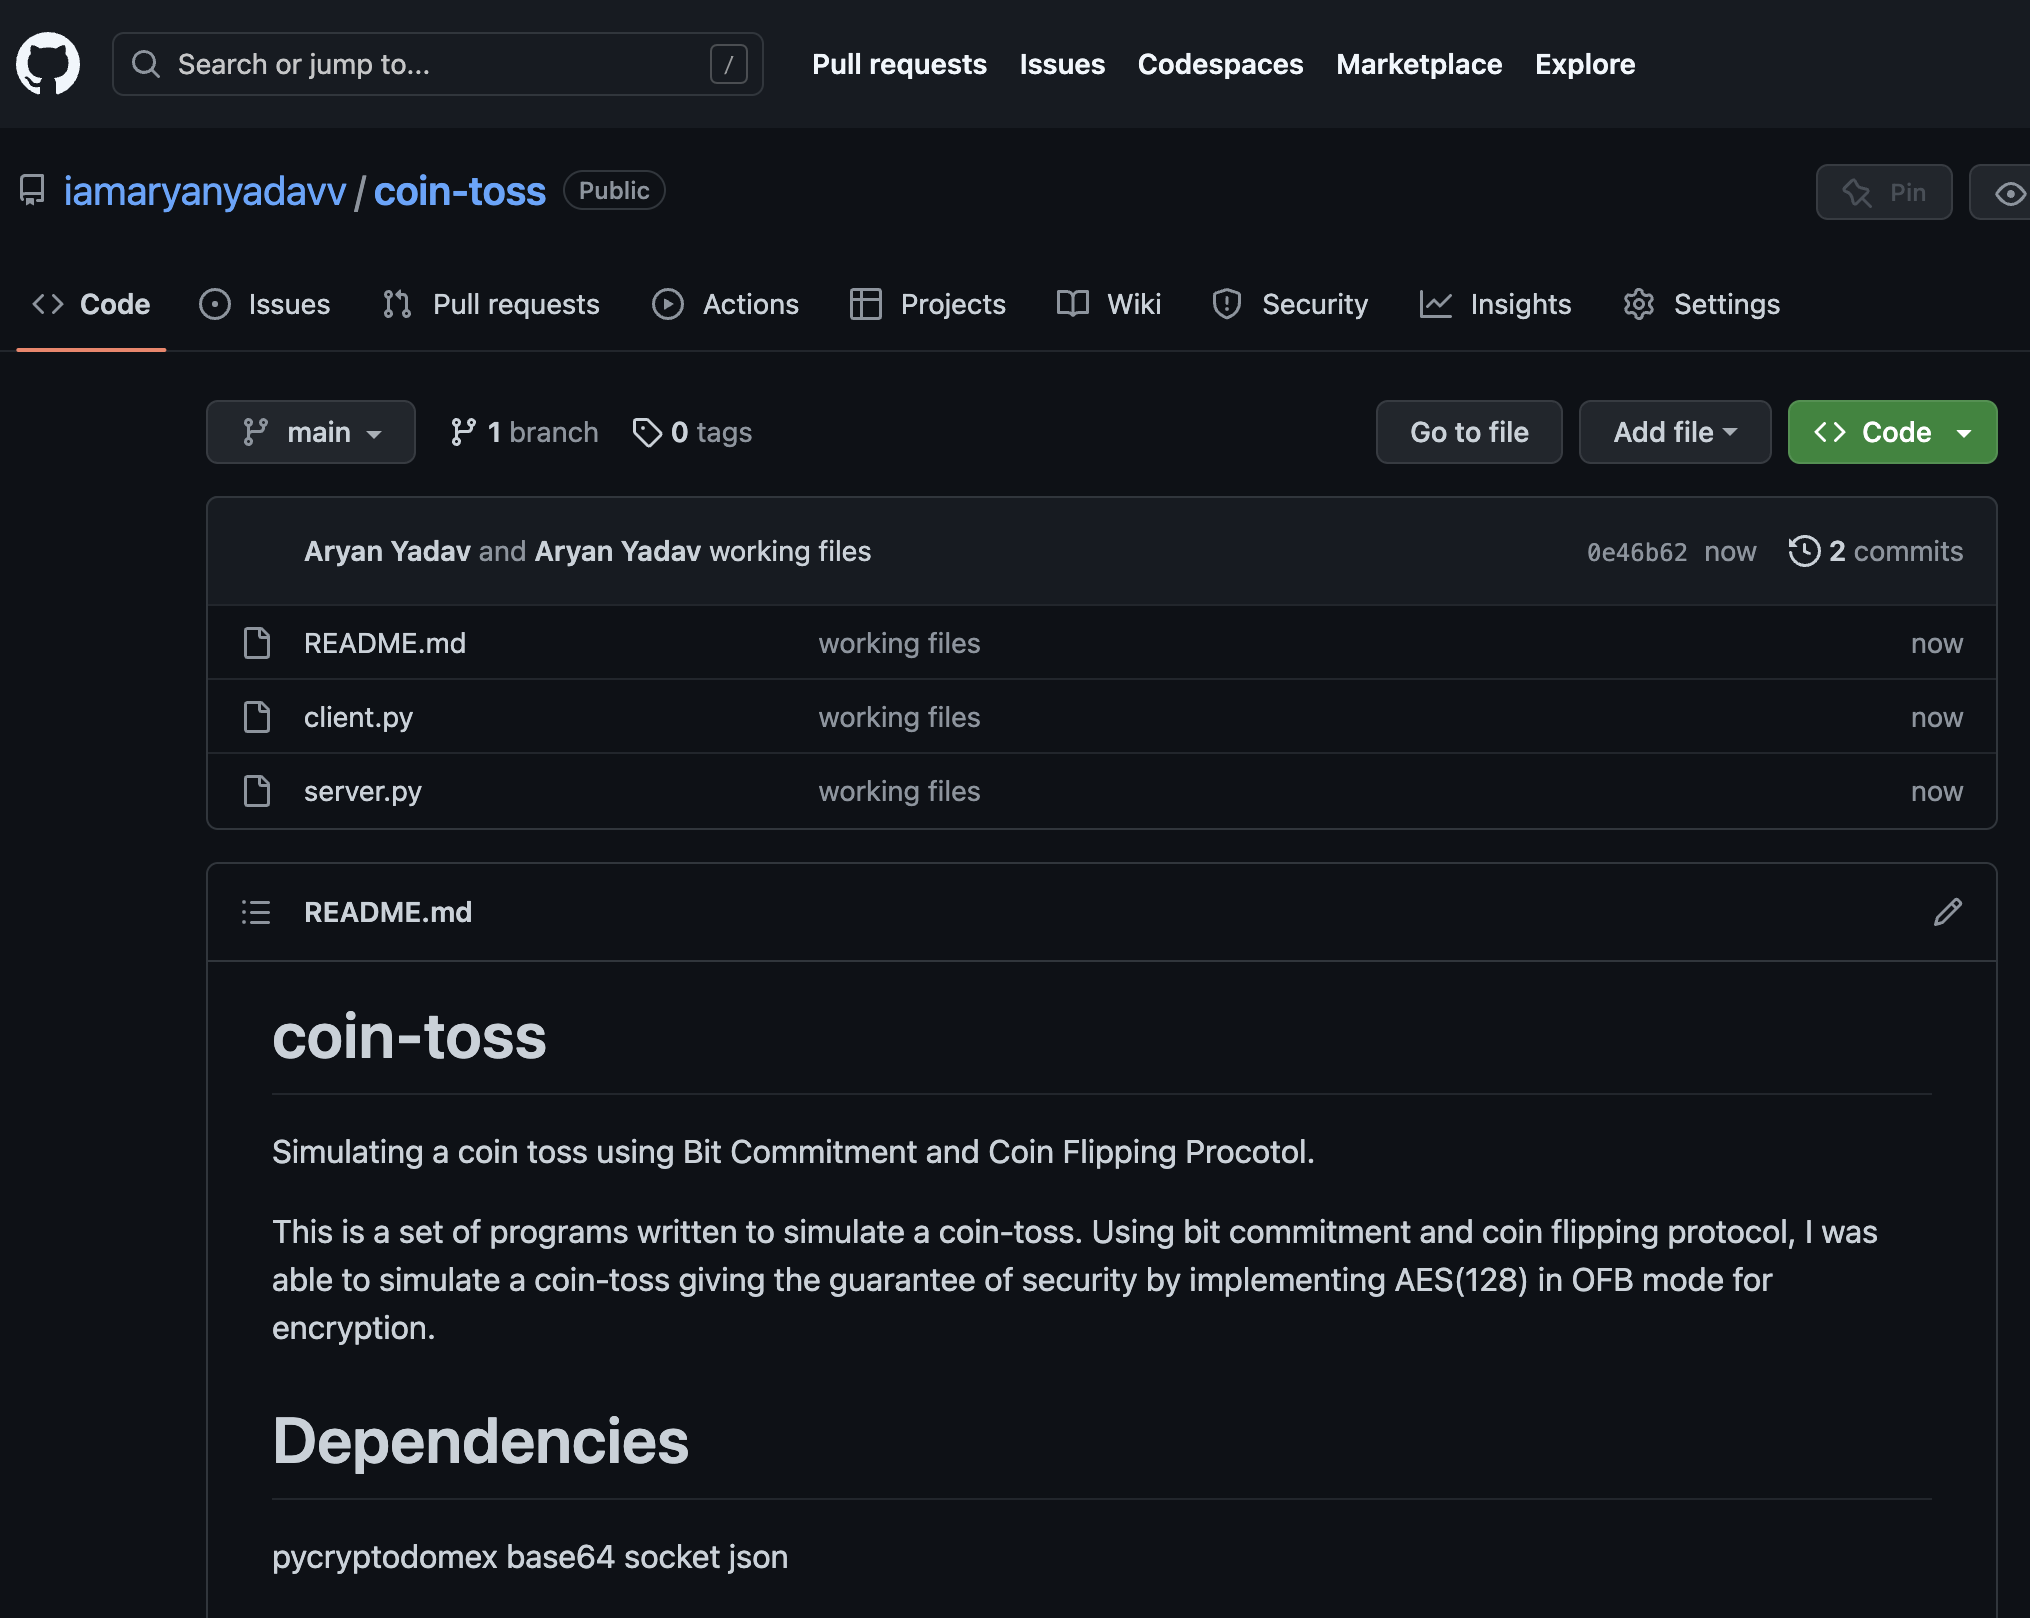 Search or jump to... /
Pull requests Issues Codespaces Marketplace Explore
iamaryanyadavv / coin-toss Public
Pin
Code Issues Pull requests Actions Projects Wiki Security Insights Settings
main 1 branch 0 tags Go to file Add file Code
Aryan Yadav and Aryan Yadav working files 0e46b62 now 2 commits
README.md working files now
client.py working files now
server.py working files now
README.md
coin-toss
Simulating a coin toss using Bit Commitment and Coin Flipping Procotol.
This is a set of programs written to simulate a coin-toss. Using bit commitment and coin flipping protocol, I was
able to simulate a coin-toss giving the guarantee of security by implementing AES(128) in OFB mode for
encryption.
Dependencies
pycryptodomex base64 socket json